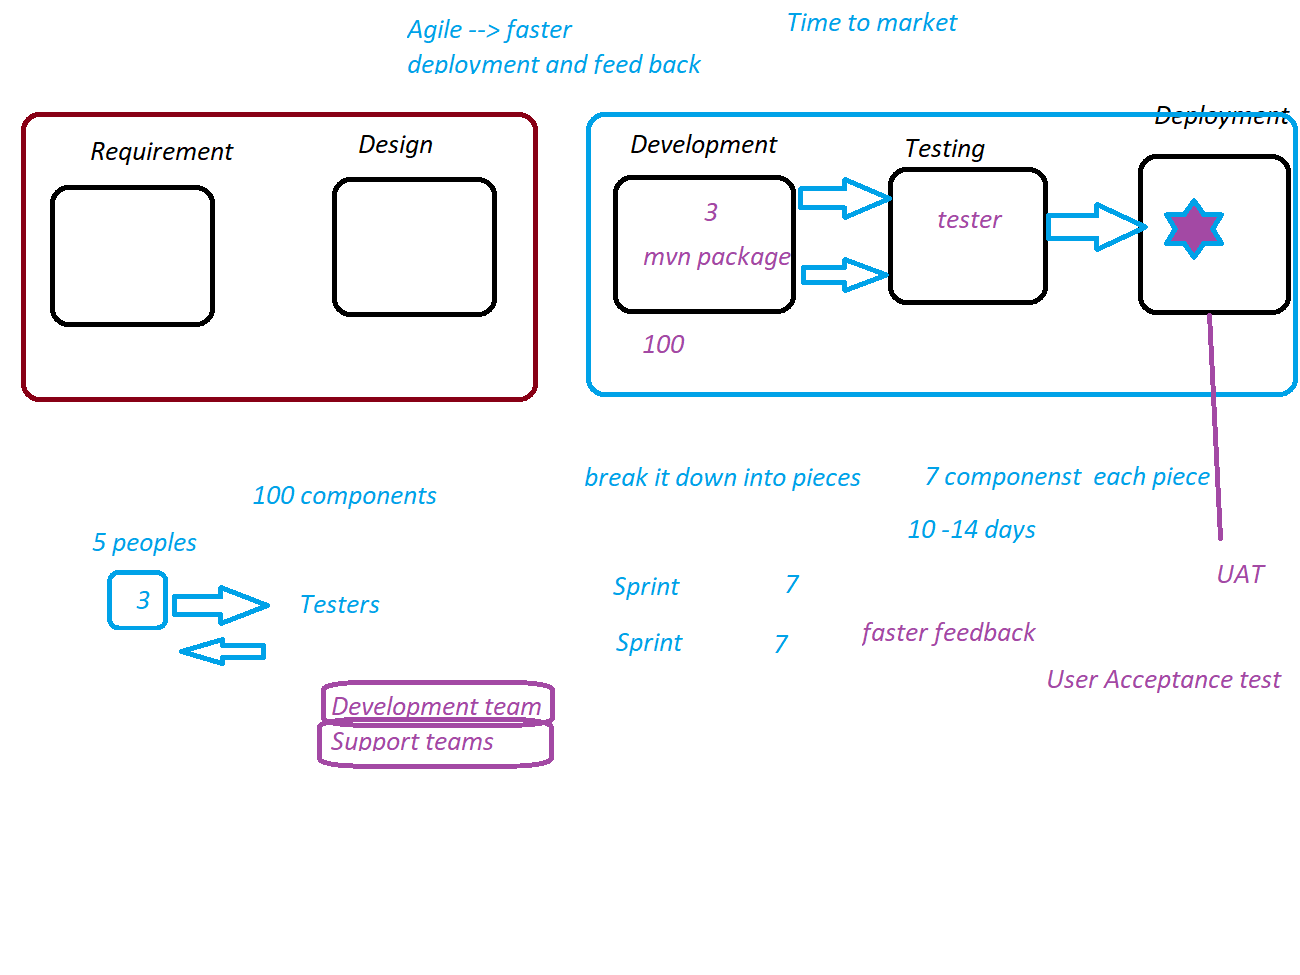 Agile --> faster
deployment and feed back
Time to market
Requirement
Design
Development
Testing
Deployment
3
mvn package
tester
100
100 components
break it down into pieces
7 componenst  each piece
10 -14 days
5 peoples
3
Testers
Sprint
7
UAT
Sprint
7
faster feedback
User Acceptance test
Development team
Support teams